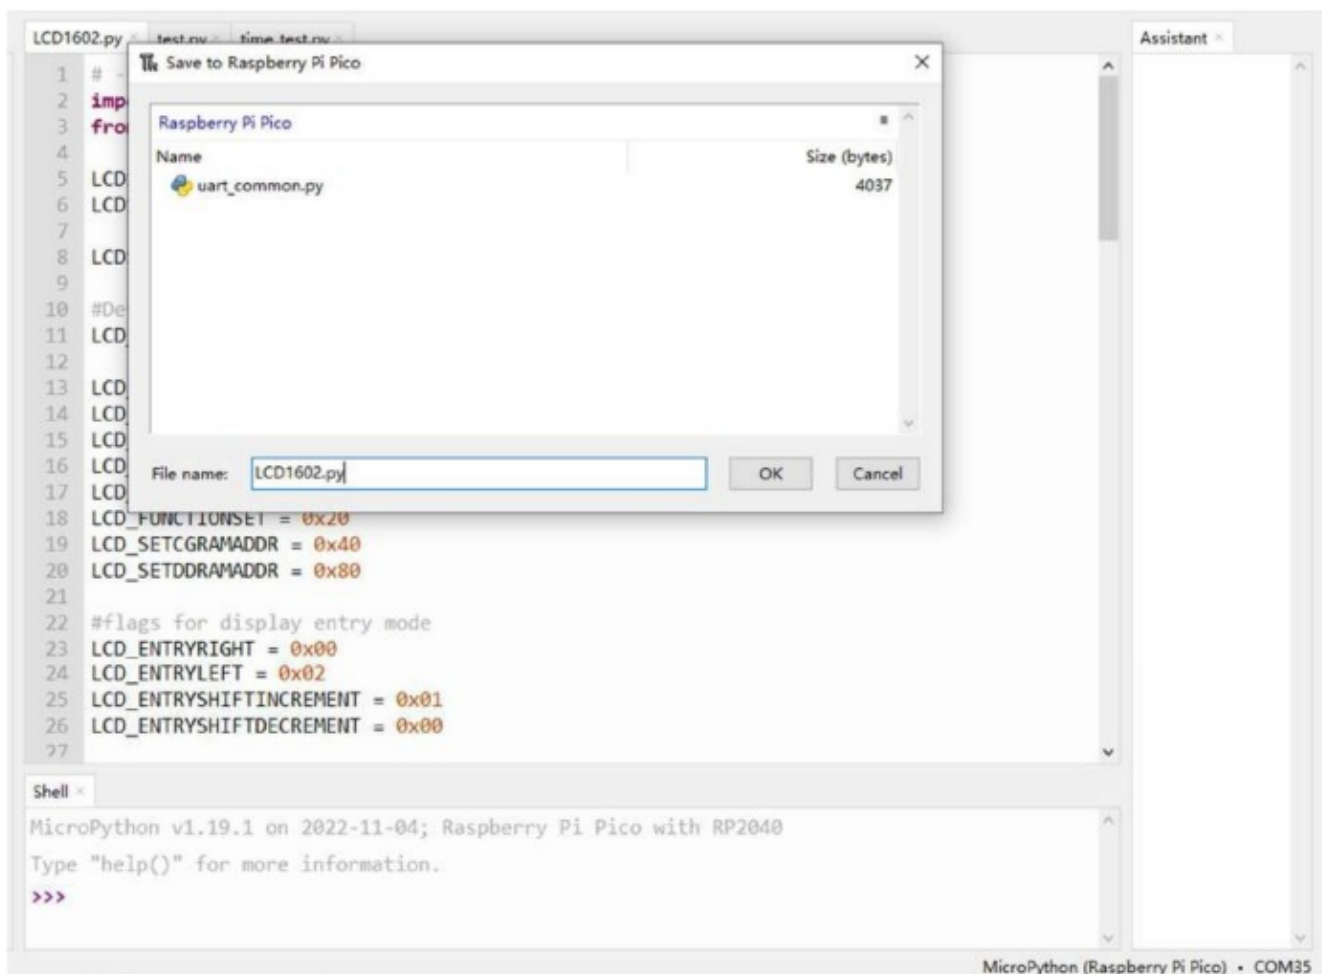 LCD1602.py × test.py × time_test.py ×
Assistant ×
Save to Raspberry Pi Pico
Raspberry Pi Pico
Name Size (bytes)
uart_common.py 4037
File name: LCD1602.py OK Cancel
1 # -
2 imp
3 fro
4
5 LCD
6 LCD
7
8 LCD
9
10 #De
11 LCD_
12
13 LCD
14 LCD
15 LCD
16 LCD
17 LCD
18 LCD_FUNCTIONSET = 0x20
19 LCD_SETCGRAMADDR = 0x40
20 LCD_SETDDRAMADDR = 0x80
21
22 #flags for display entry mode
23 LCD_ENTRYRIGHT = 0x00
24 LCD_ENTRYLEFT = 0x02
25 LCD_ENTRYSHIFTINCREMENT = 0x01
26 LCD_ENTRYSHIFTDECREMENT = 0x00
27
Shell ×
MicroPython v1.19.1 on 2022-11-04; Raspberry Pi Pico with RP2040
Type "help()" for more information.
>>>
MicroPython (Raspberry Pi Pico) • COM35